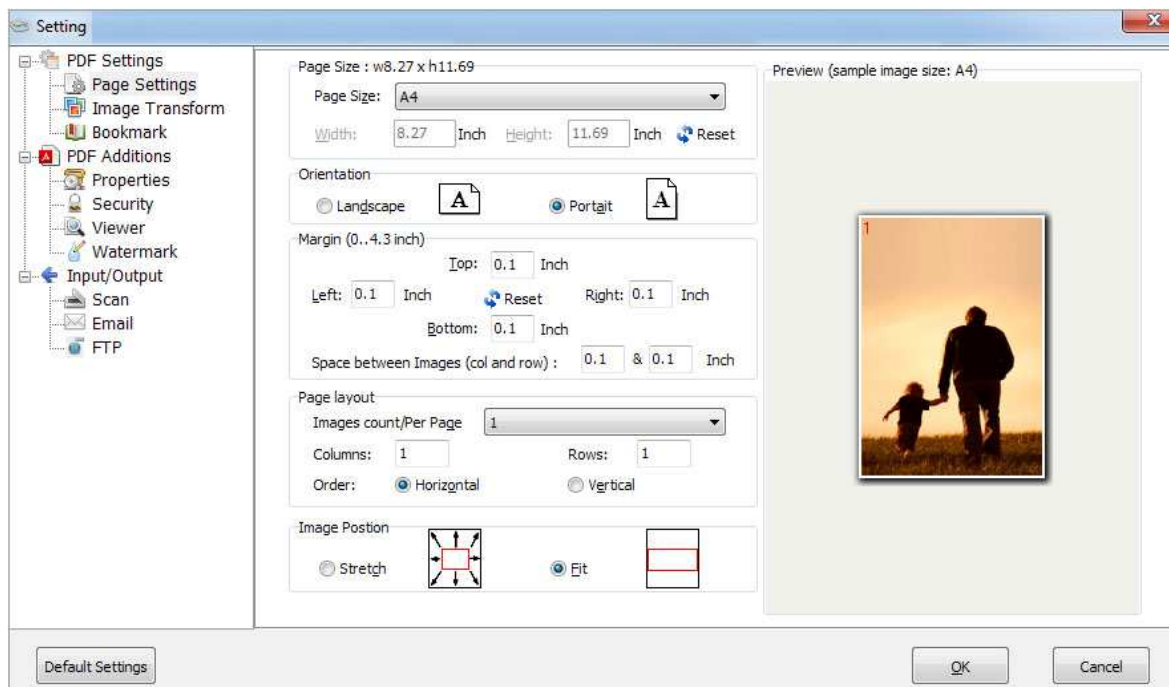 Setting
PDF Settings
Page Settings
Image Transform
Bookmark
PDF Additions
Properties
Security
Viewer
Watermark
Input/Output
Scan
Email
FTP
Page Size : w8.27 x h11.69
Page Size: A4
Width: 8.27 Inch Height: 11.69 Inch Reset
Orientation
Landscape A Portait A
Margin (0..4.3 inch)
Top: 0.1 Inch
Left: 0.1 Inch Reset Right: 0.1 Inch
Bottom: 0.1 Inch
Space between Images (col and row) : 0.1 & 0.1 Inch
Page layout
Images count/Per Page 1
Columns: 1 Rows: 1
Order: Horizontal Vertical
Image Postion
Stretch Fit
Preview (sample image size: A4)
1
Default Settings OK Cancel